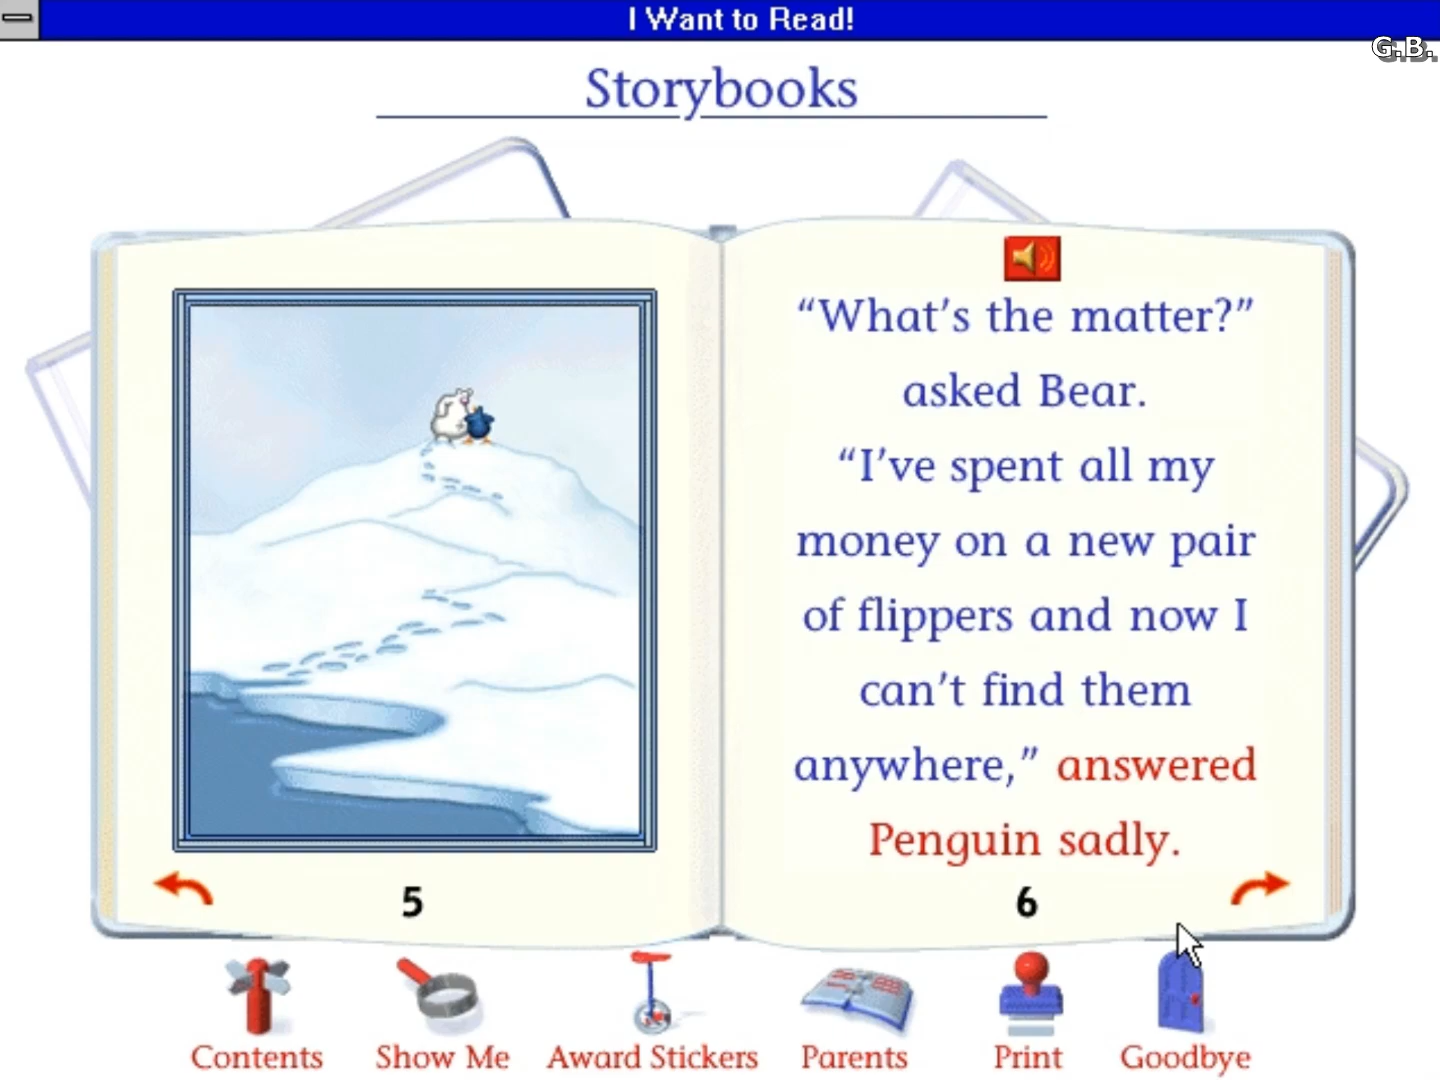 I Want to Read!
G.B.
Storybooks
“What’s the matter?”
asked Bear.
“I’ve spent all my
money on a new pair
of flippers and now I
can’t find them
anywhere,” answered
Penguin sadly.
5
6
Contents
Show Me
Award Stickers
Parents
Print
Goodbye